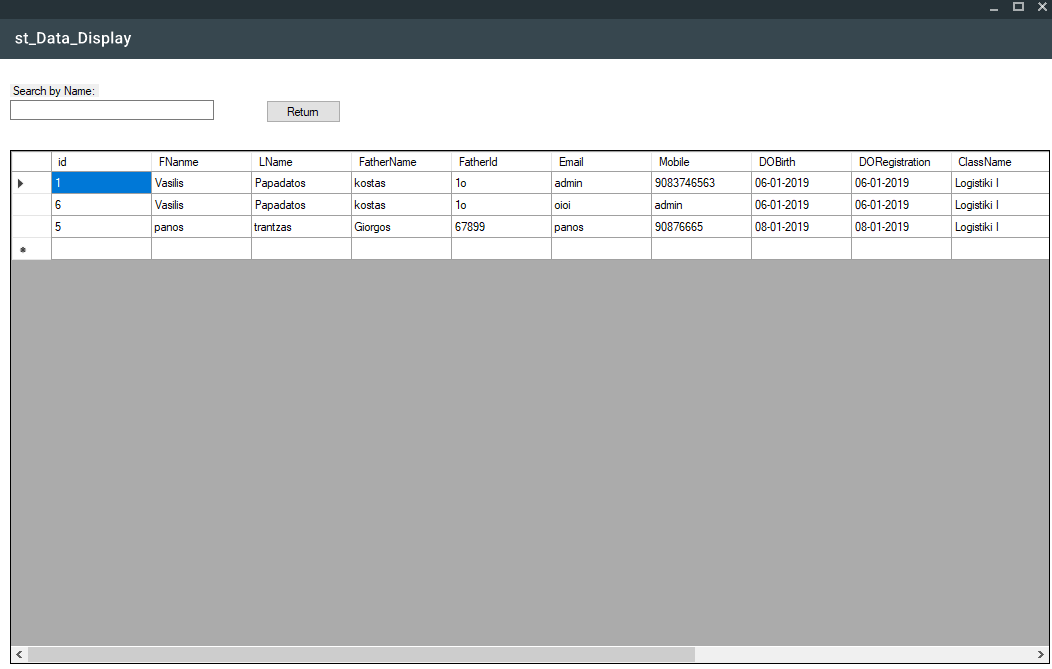 st_Data_Display
Search by Name:
Return
id FNanme LName FatherName FatherId Email Mobile DOBirth DORegistration ClassName
1 Vasilis Papadatos kostas 1o admin 9083746563 06-01-2019 06-01-2019 Logistiki I
6 Vasilis Papadatos kostas 1o oioi admin 06-01-2019 06-01-2019 Logistiki I
5 panos trantzas Giorgos 67899 panos 90876665 08-01-2019 08-01-2019 Logistiki I